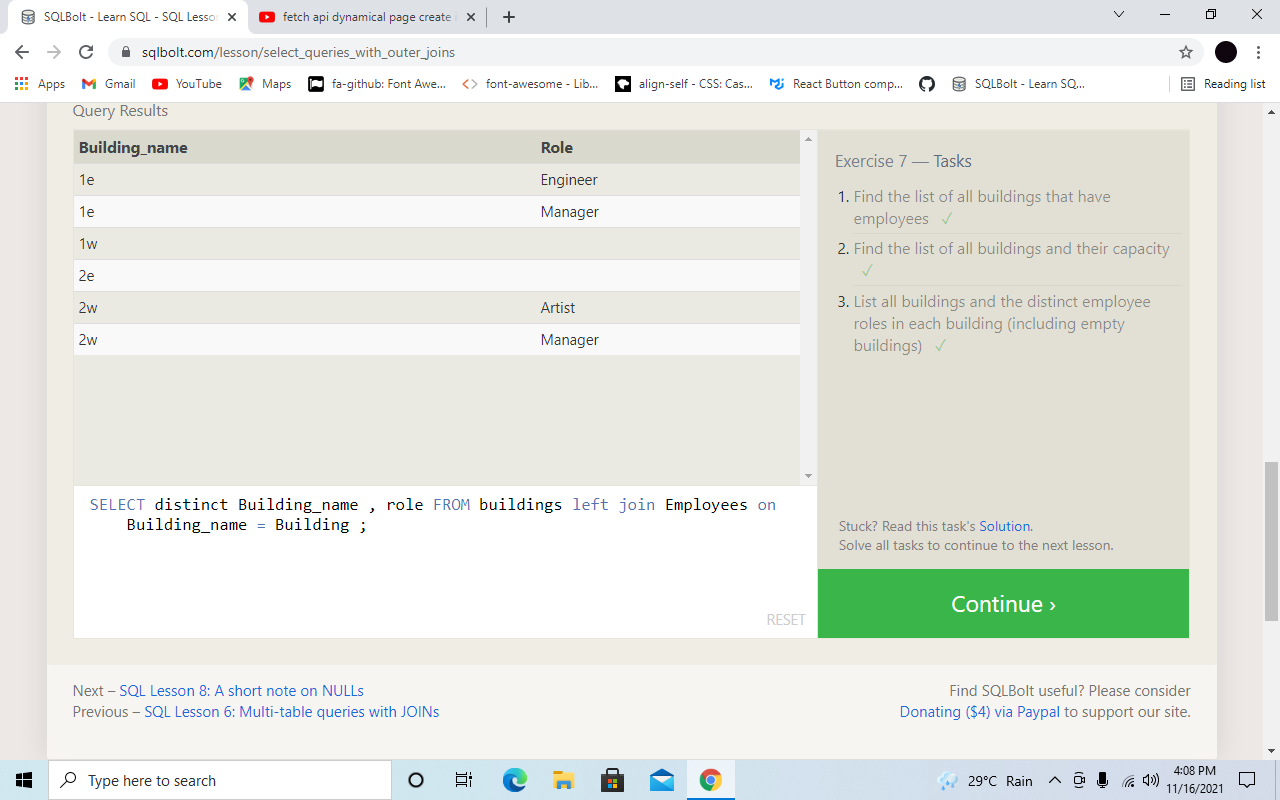 SQLBolt - Learn SQL - SQL Lesson
fetch api dynamical page create
sqlbolt.com/lesson/select_queries_with_outer_joins
Apps Gmail YouTube Maps fa-github: Font Awe... font-awesome - Lib... align-self - CSS: Cas... React Button comp... SQLBolt - Learn SQ... Reading list
Query Results
Building_name Role
1e Engineer
1e Manager
1w
2e
2w Artist
2w Manager
SELECT distinct Building_name , role FROM buildings left join Employees on
Building_name = Building ;
RESET
Exercise 7 — Tasks
1. Find the list of all buildings that have
employees ✓
2. Find the list of all buildings and their capacity
✓
3. List all buildings and the distinct employee
roles in each building (including empty
buildings) ✓
Stuck? Read this task's Solution.
Solve all tasks to continue to the next lesson.
Continue ›
Next – SQL Lesson 8: A short note on NULLs
Previous – SQL Lesson 6: Multi-table queries with JOINs
Find SQLBolt useful? Please consider
Donating ($4) via Paypal to support our site.
Type here to search
29°C Rain
4:08 PM
11/16/2021